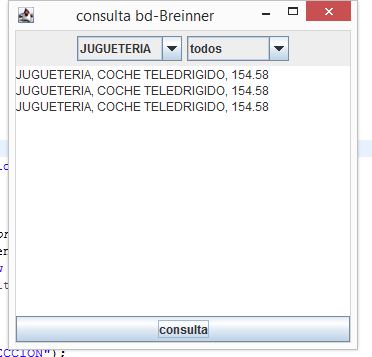 consulta bd-Breinner
JUGUETERIA todos
JUGUETERIA, COCHE TELEDRIGIDO, 154.58
JUGUETERIA, COCHE TELEDRIGIDO, 154.58
JUGUETERIA, COCHE TELEDRIGIDO, 154.58
consulta
CCION");